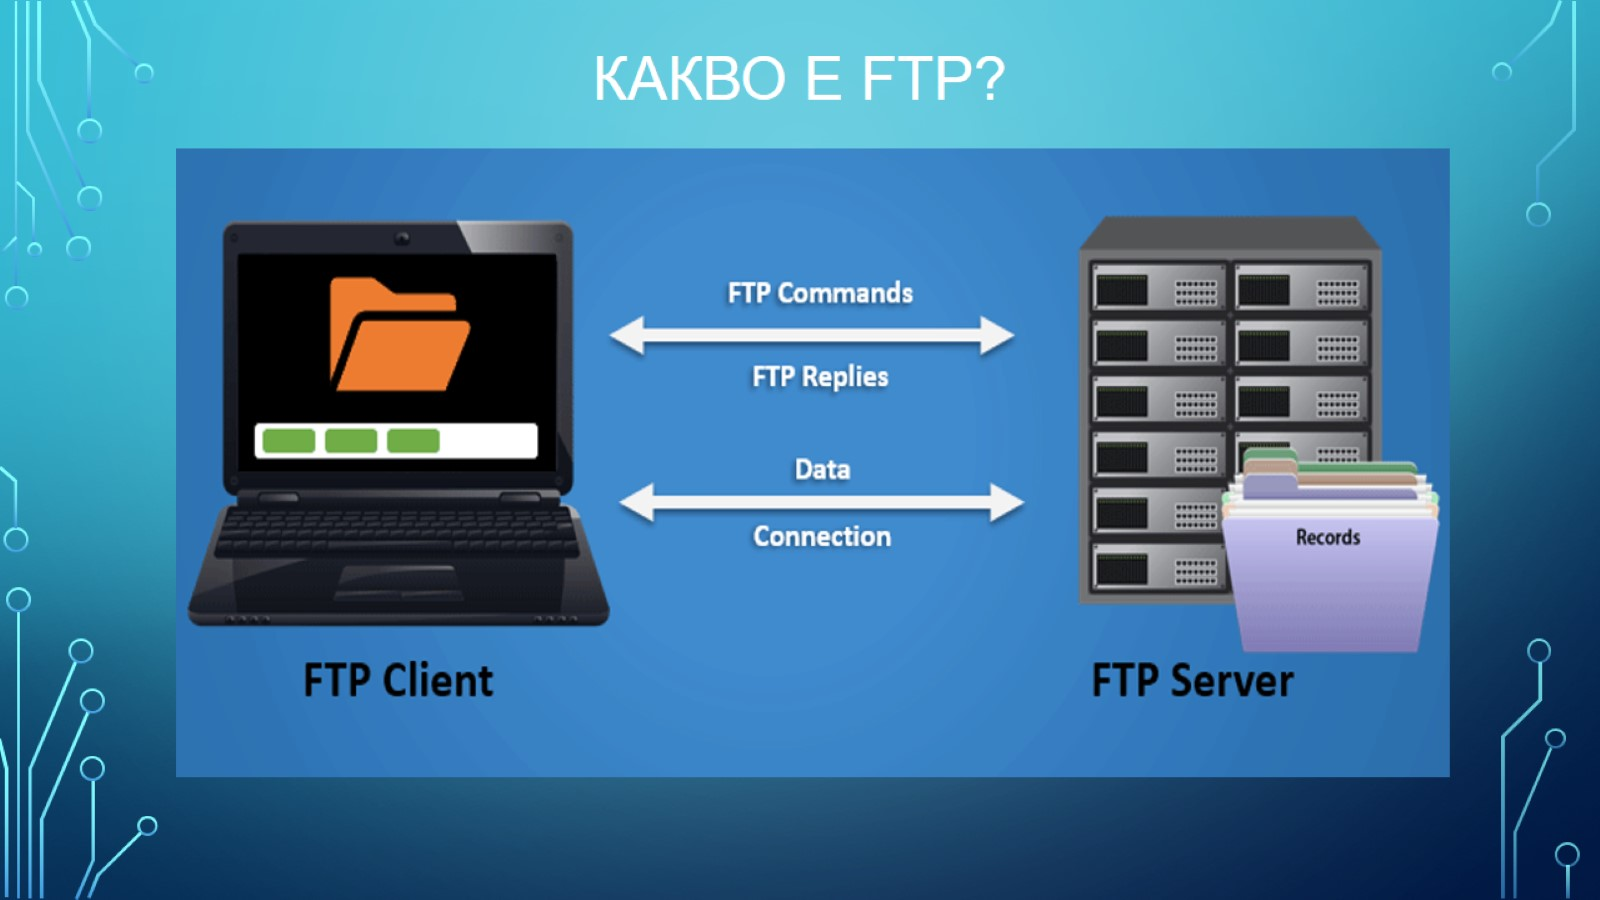 КАКВО Е FTP?
FTP Commands
FTP Replies
Data
Connection
Records
FTP Client
FTP Server